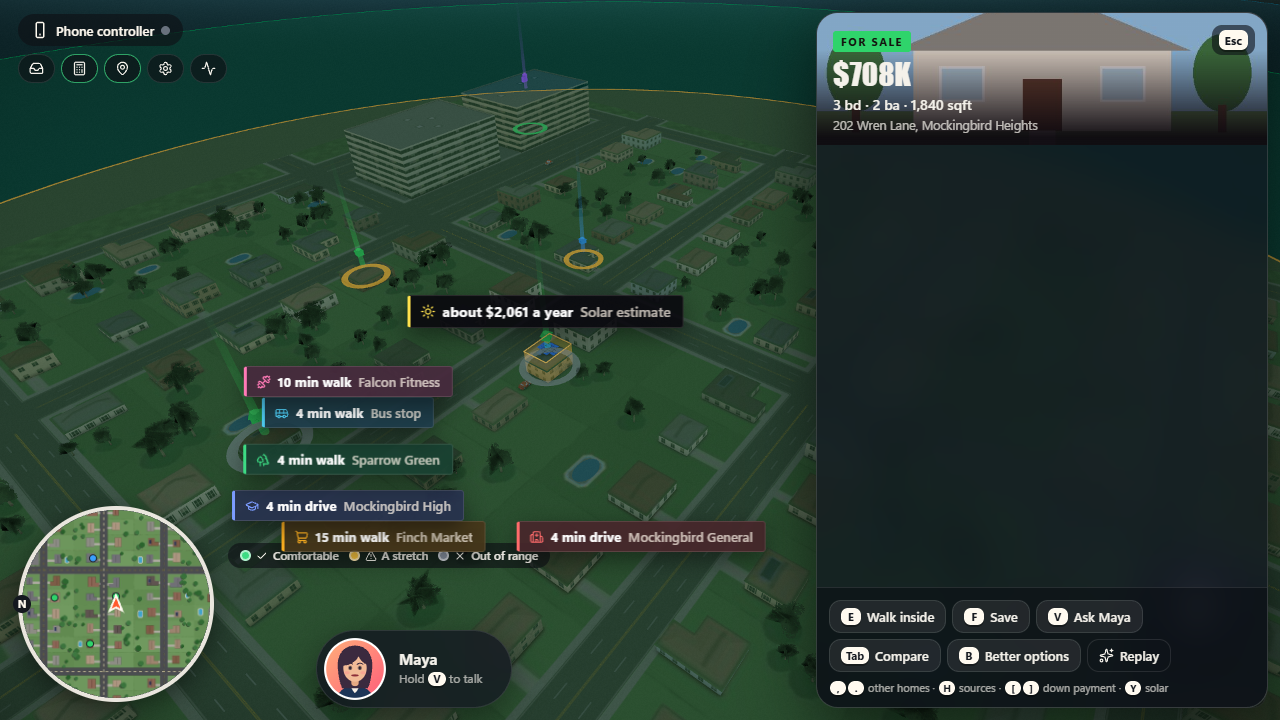 Phone controller
FOR SALE
Esc
$708K
3 bd · 2 ba · 1,840 sqft
202 Wren Lane, Mockingbird Heights
about $2,061 a year Solar estimate
10 min walk Falcon Fitness
4 min walk Bus stop
4 min walk Sparrow Green
4 min drive Mockingbird High
15 min walk Finch Market
4 min drive Mockingbird General
Comfortable A stretch Out of range
N
Maya
Hold V to talk
E Walk inside F Save V Ask Maya
Tab Compare B Better options Replay
, . other homes · H sources · [ ] down payment · Y solar